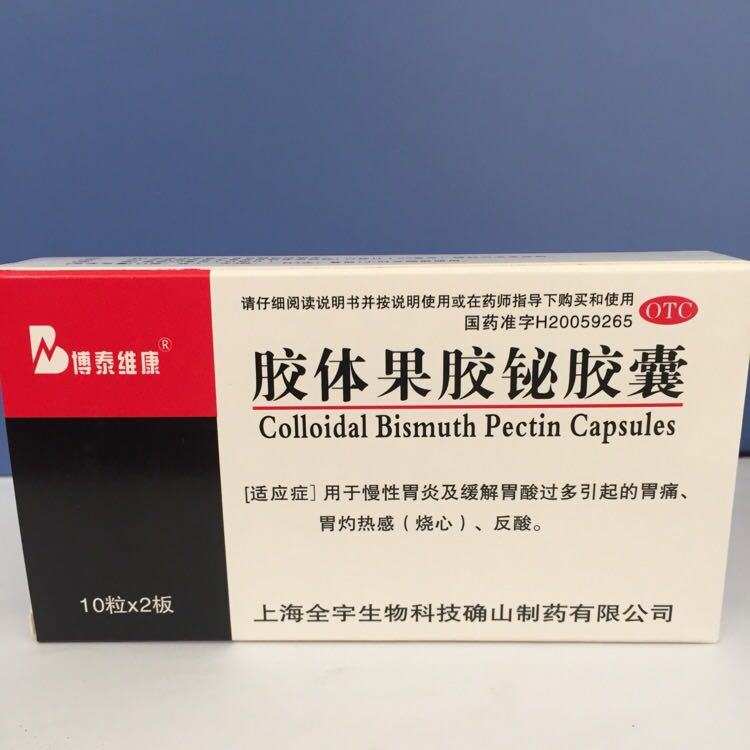 请仔细阅读说明书并按说明使用或在药师指导下购买和使用
国药准字H20059265
OTC
博泰维康®
胶体果胶铋胶囊
Colloidal Bismuth Pectin Capsules
[适应症] 用于慢性胃炎及缓解胃酸过多引起的胃痛、
胃灼热感(烧心)、反酸。
10粒x2板
上海全宇生物科技确山制药有限公司